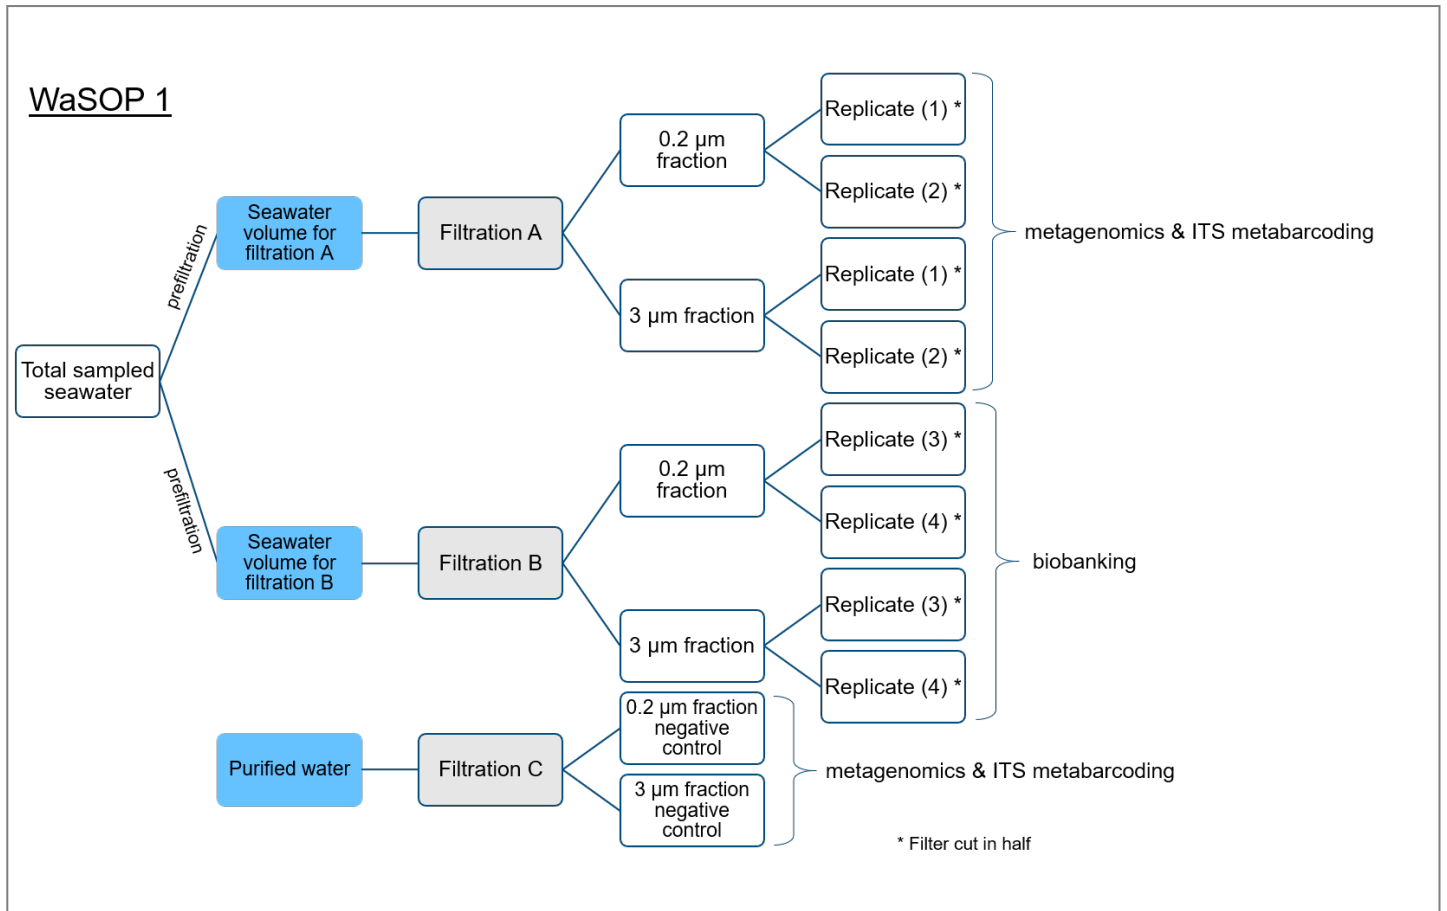 WaSOP 1
Total sampled
seawater
prefiltration
prefiltration
Seawater
volume for
filtration A
Filtration A
0.2 µm
fraction
3 µm fraction
Replicate (1) *
Replicate (2) *
Replicate (1) *
Replicate (2) *
metagenomics & ITS metabarcoding
Seawater
volume for
filtration B
Filtration B
0.2 µm
fraction
3 µm fraction
Replicate (3) *
Replicate (4) *
Replicate (3) *
Replicate (4) *
biobanking
Purified water
Filtration C
0.2 µm fraction
negative
control
3 µm fraction
negative
control
metagenomics & ITS metabarcoding
* Filter cut in half